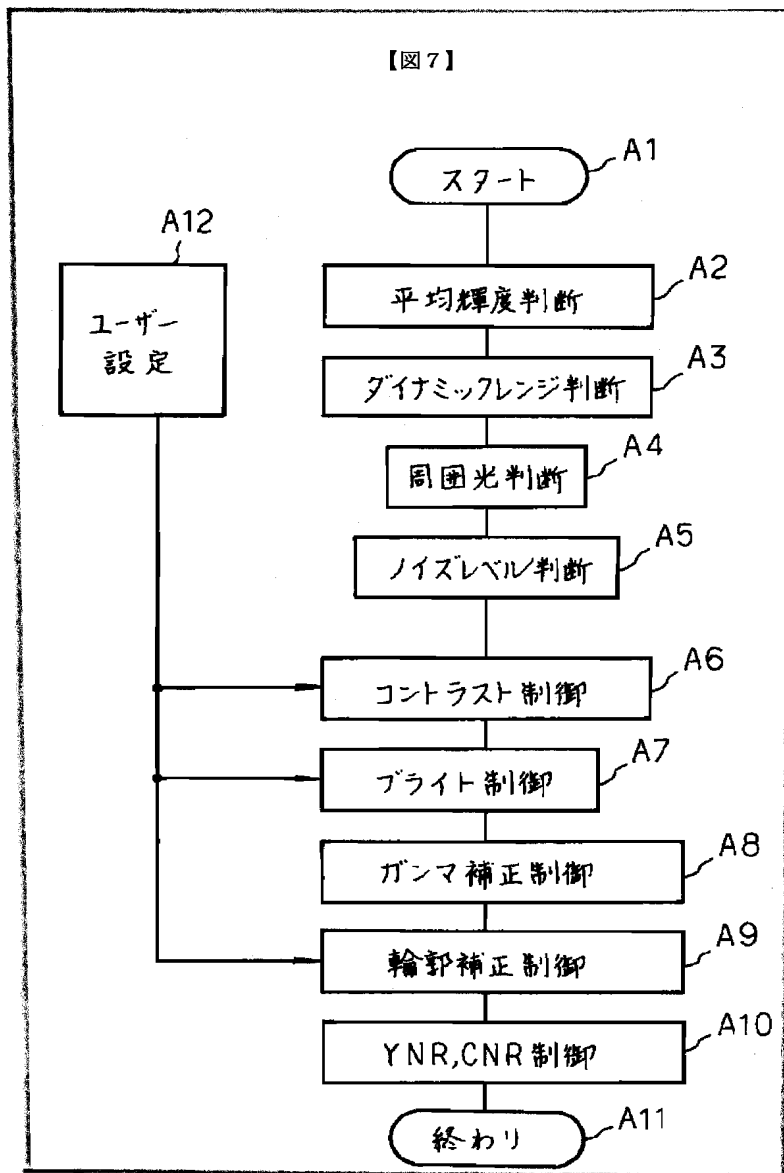 【図7】
A1
スタート
A12
ユーザー
設定
A2
平均輝度判断
A3
ダイナミックレンジ判断
A4
周囲光判断
A5
ノイズレベル判断
A6
コントラスト制御
A7
ブライト制御
A8
ガンマ補正制御
A9
輪郭補正制御
A10
YNR,CNR制御
A11
終わり